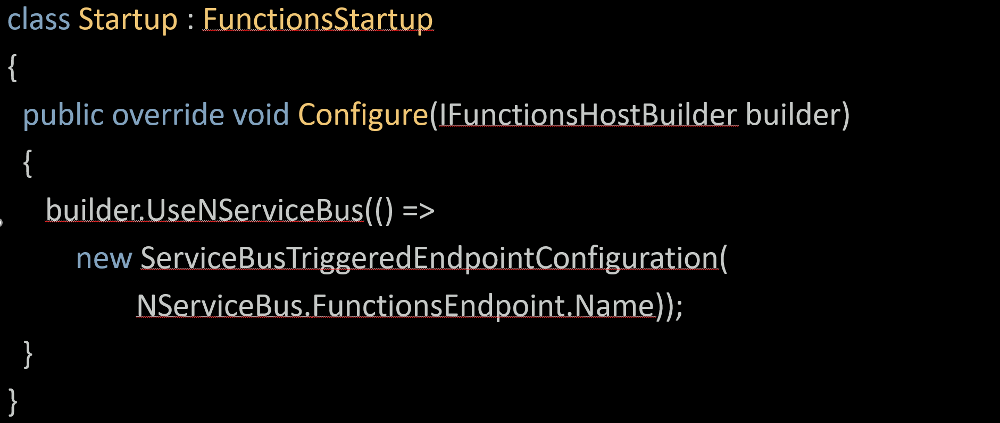 class Startup : FunctionsStartup
{
public override void Configure(IFunctionsHostBuilder builder)
{
builder.UseNServiceBus(() =>
new ServiceBusTriggeredEndpointConfiguration(
NServiceBus.FunctionsEndpoint.Name));
}
}